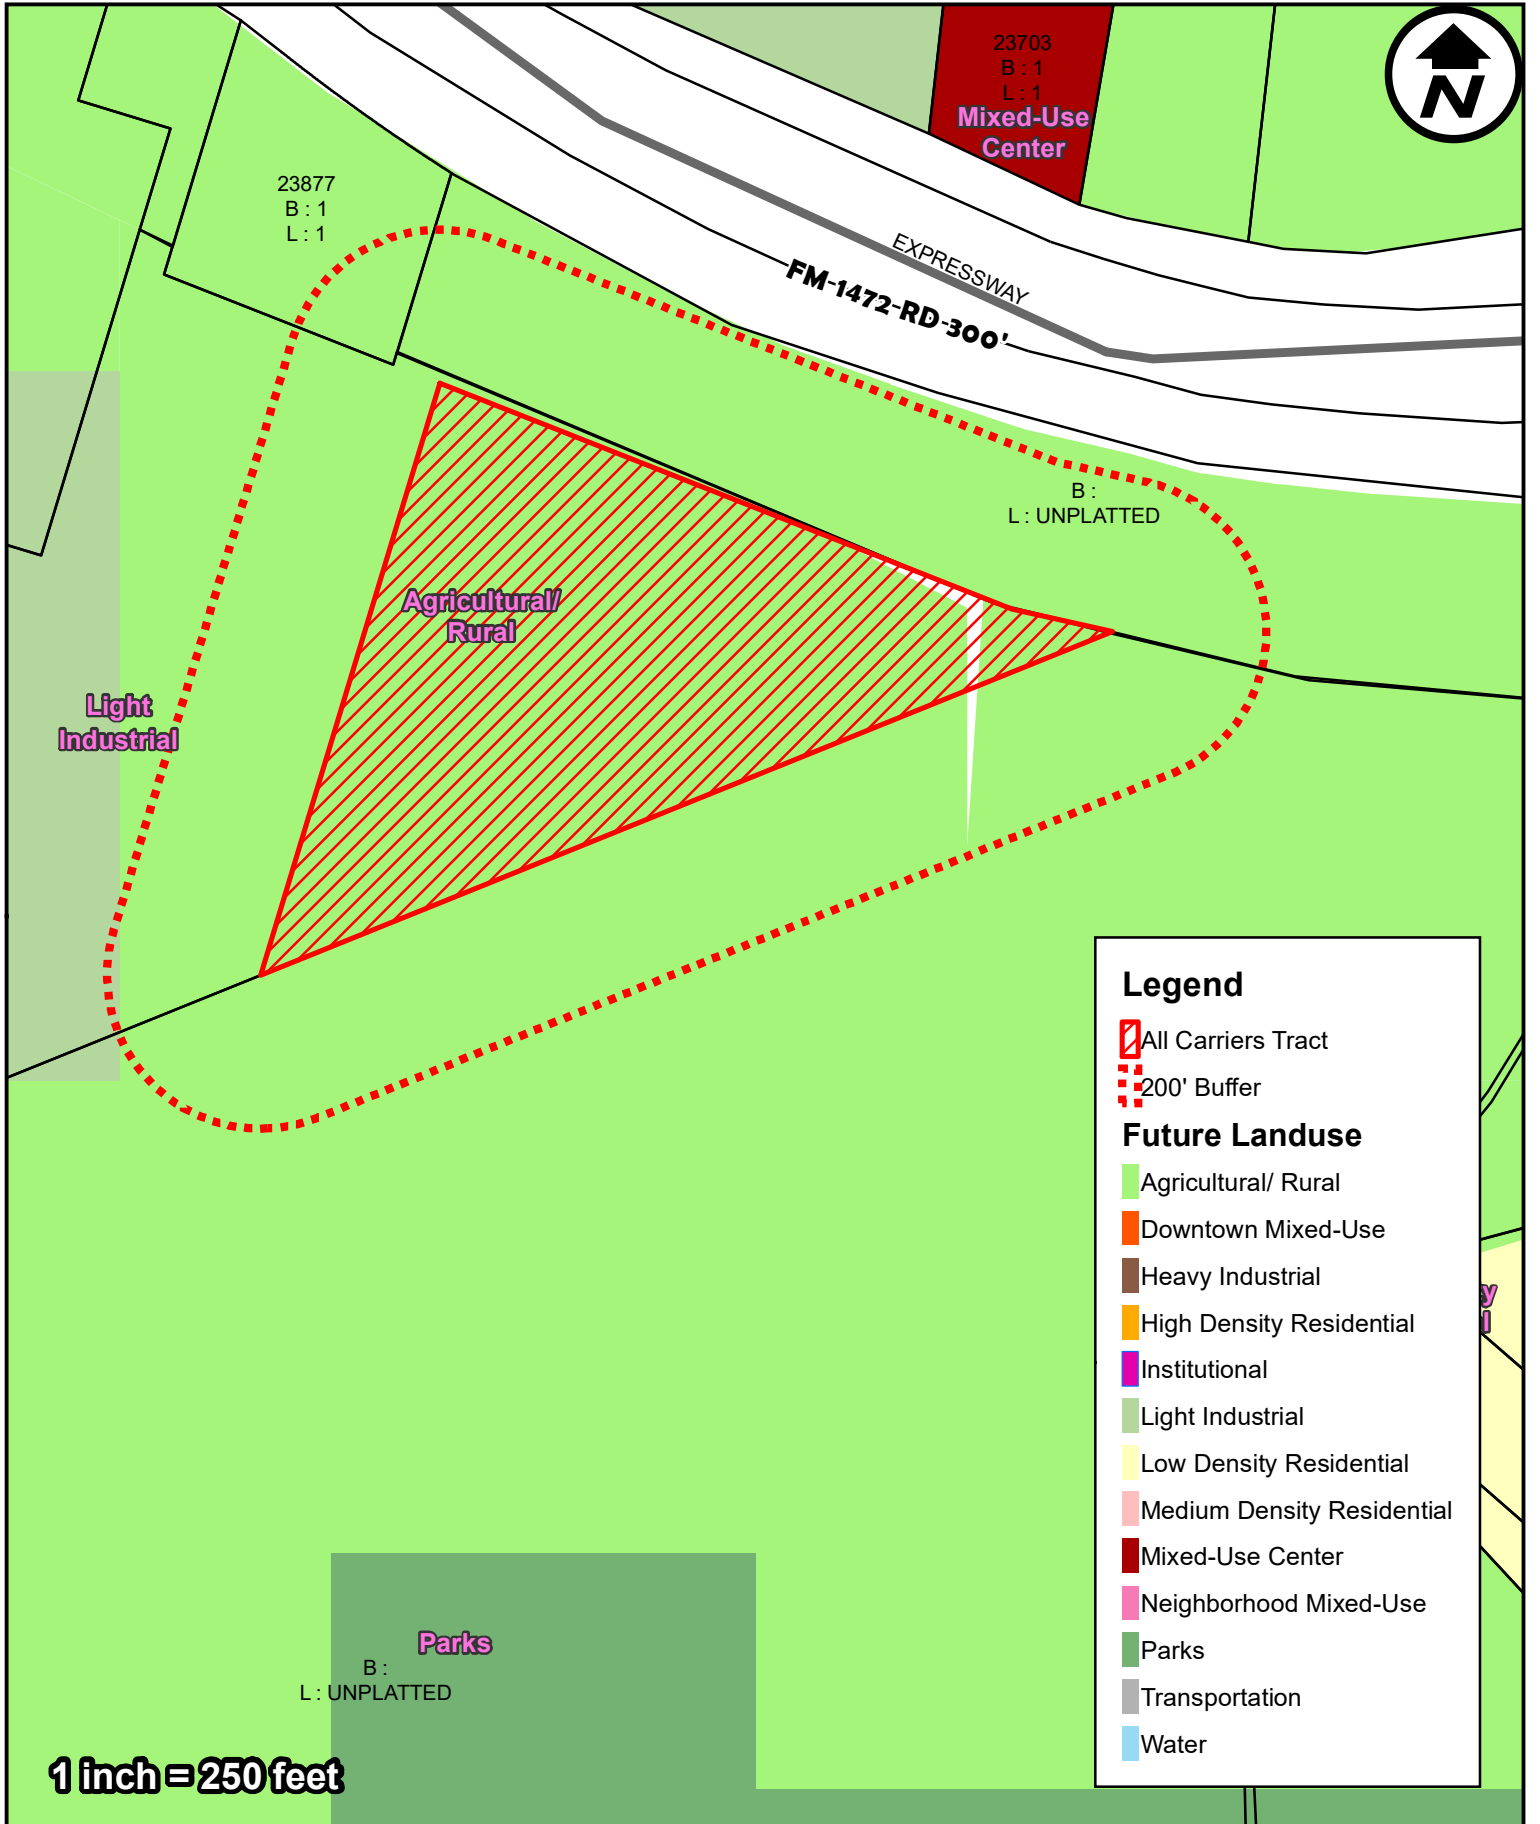 N
23703
B : 1
L : 1
Mixed-Use
Center
23877
B : 1
L : 1
EXPRESSWAY
FM-1472-RD-300'
B :
L : UNPLATTED
Agricultural/
Rural
Light
Industrial
Legend
All Carriers Tract
200' Buffer
Future Landuse
Agricultural/ Rural
Downtown Mixed-Use
Heavy Industrial
High Density Residential
Institutional
Light Industrial
Low Density Residential
Medium Density Residential
Mixed-Use Center
Neighborhood Mixed-Use
Parks
Transportation
Water
y
l
Parks
B :
L : UNPLATTED
1 inch = 250 feet